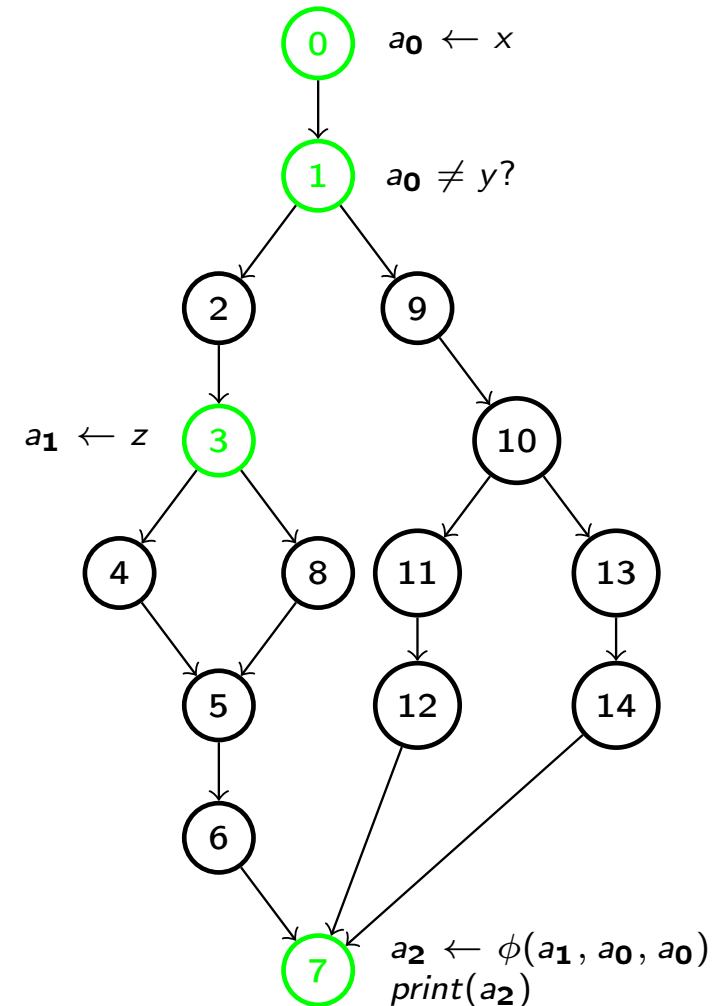 0 a₀ ← x
1 a₀ ≠ y?
2 9
a₁ ← z 3 10
4 8 11 13
5 12 14
6
7 a₂ ← ϕ(a₁, a₀, a₀)
print(a₂)